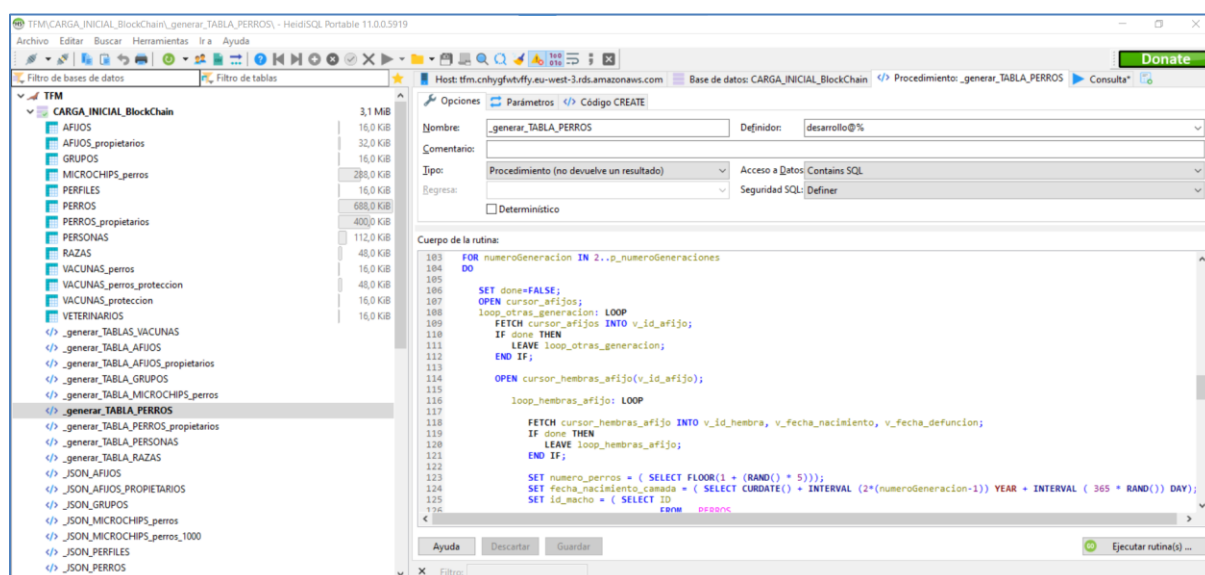 TFM\CARGA_INICIAL_BlockChain\_generar_TABLA_PERROS\ - HeidiSQL Portable 11.0.0.5919
Archivo Editar Buscar Herramientas Ir a Ayuda
Donate
Filtro de bases de datos
Filtro de tablas
Host: tfm.cnhygfwtvffy.eu-west-3.rds.amazonaws.com
Base de datos: CARGA_INICIAL_BlockChain
Procedimiento: _generar_TABLA_PERROS
Consulta*
TFM
CARGA_INICIAL_BlockChain 3,1 MiB
AFIJOS 16,0 KiB
AFIJOS_propietarios 32,0 KiB
GRUPOS 16,0 KiB
MICROCHIPS_perros 288,0 KiB
PERFILES 16,0 KiB
PERROS 688,0 KiB
PERROS_propietarios 400,0 KiB
PERSONAS 112,0 KiB
RAZAS 48,0 KiB
VACUNAS_perros 16,0 KiB
VACUNAS_perros_proteccion 48,0 KiB
VACUNAS_proteccion 16,0 KiB
VETERINARIOS 16,0 KiB
_generar_TABLAS_VACUNAS
_generar_TABLA_AFIJOS
_generar_TABLA_AFIJOS_propietarios
_generar_TABLA_GRUPOS
_generar_TABLA_MICROCHIPS_perros
_generar_TABLA_PERROS
_generar_TABLA_PERROS_propietarios
_generar_TABLA_PERSONAS
_generar_TABLA_RAZAS
_JSON_AFIJOS
_JSON_AFIJOS_PROPIETARIOS
_JSON_GRUPOS
_JSON_MICROCHIPS_perros
_JSON_MICROCHIPS_perros_1000
_JSON_PERFILES
_JSON_PERROS
Opciones
Parámetros
Código CREATE
Nombre: _generar_TABLA_PERROS
Definidor: desarrollo@%
Comentario:
Tipo: Procedimiento (no devuelve un resultado)
Acceso a Datos Contains SQL
Regresa:
Seguridad SQL: Definer
Determinístico
Cuerpo de la rutina:
103 FOR numeroGeneracion IN 2..p_numeroGeneraciones
104 DO
105
106 SET done=FALSE;
107 OPEN cursor_afijos;
108 loop_otras_generacion: LOOP
109 FETCH cursor_afijos INTO v_id_afijo;
110 IF done THEN
111 LEAVE loop_otras_generacion;
112 END IF;
113
114 OPEN cursor_hembras_afijo(v_id_afijo);
115
116 loop_hembras_afijo: LOOP
117
118 FETCH cursor_hembras_afijo INTO v_id_hembra, v_fecha_nacimiento, v_fecha_defuncion;
119 IF done THEN
120 LEAVE loop_hembras_afijo;
121 END IF;
122
123 SET numero_perros = ( SELECT FLOOR(1 + (RAND() * 5)));
124 SET fecha_nacimiento_camada = ( SELECT CURDATE() + INTERVAL (2*(numeroGeneracion-1)) YEAR + INTERVAL ( 365 * RAND()) DAY);
125 SET id_macho = ( SELECT ID
126 FROM _PERROS
Ayuda
Descartar
Guardar
Ejecutar rutina(s) ...
Filtro: